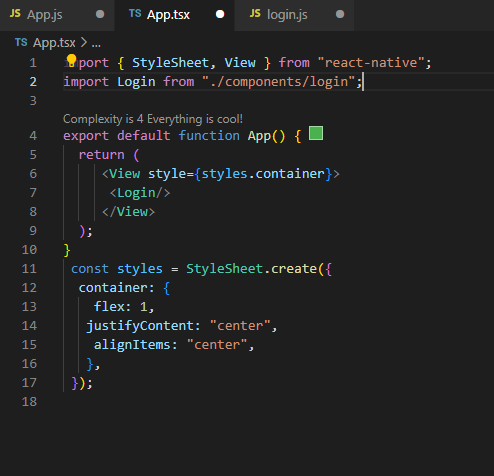 JS App.js
TS App.tsx
JS login.js
TS App.tsx > ...
1 import { StyleSheet, View } from "react-native";
2 import Login from "./components/login";
3
Complexity is 4 Everything is cool!
4 export default function App() {
5 return (
6 <View style={styles.container}>
7 <Login/>
8 </View>
9 );
10 }
11 const styles = StyleSheet.create({
12 container: {
13 flex: 1,
14 justifyContent: "center",
15 alignItems: "center",
16 },
17 });
18